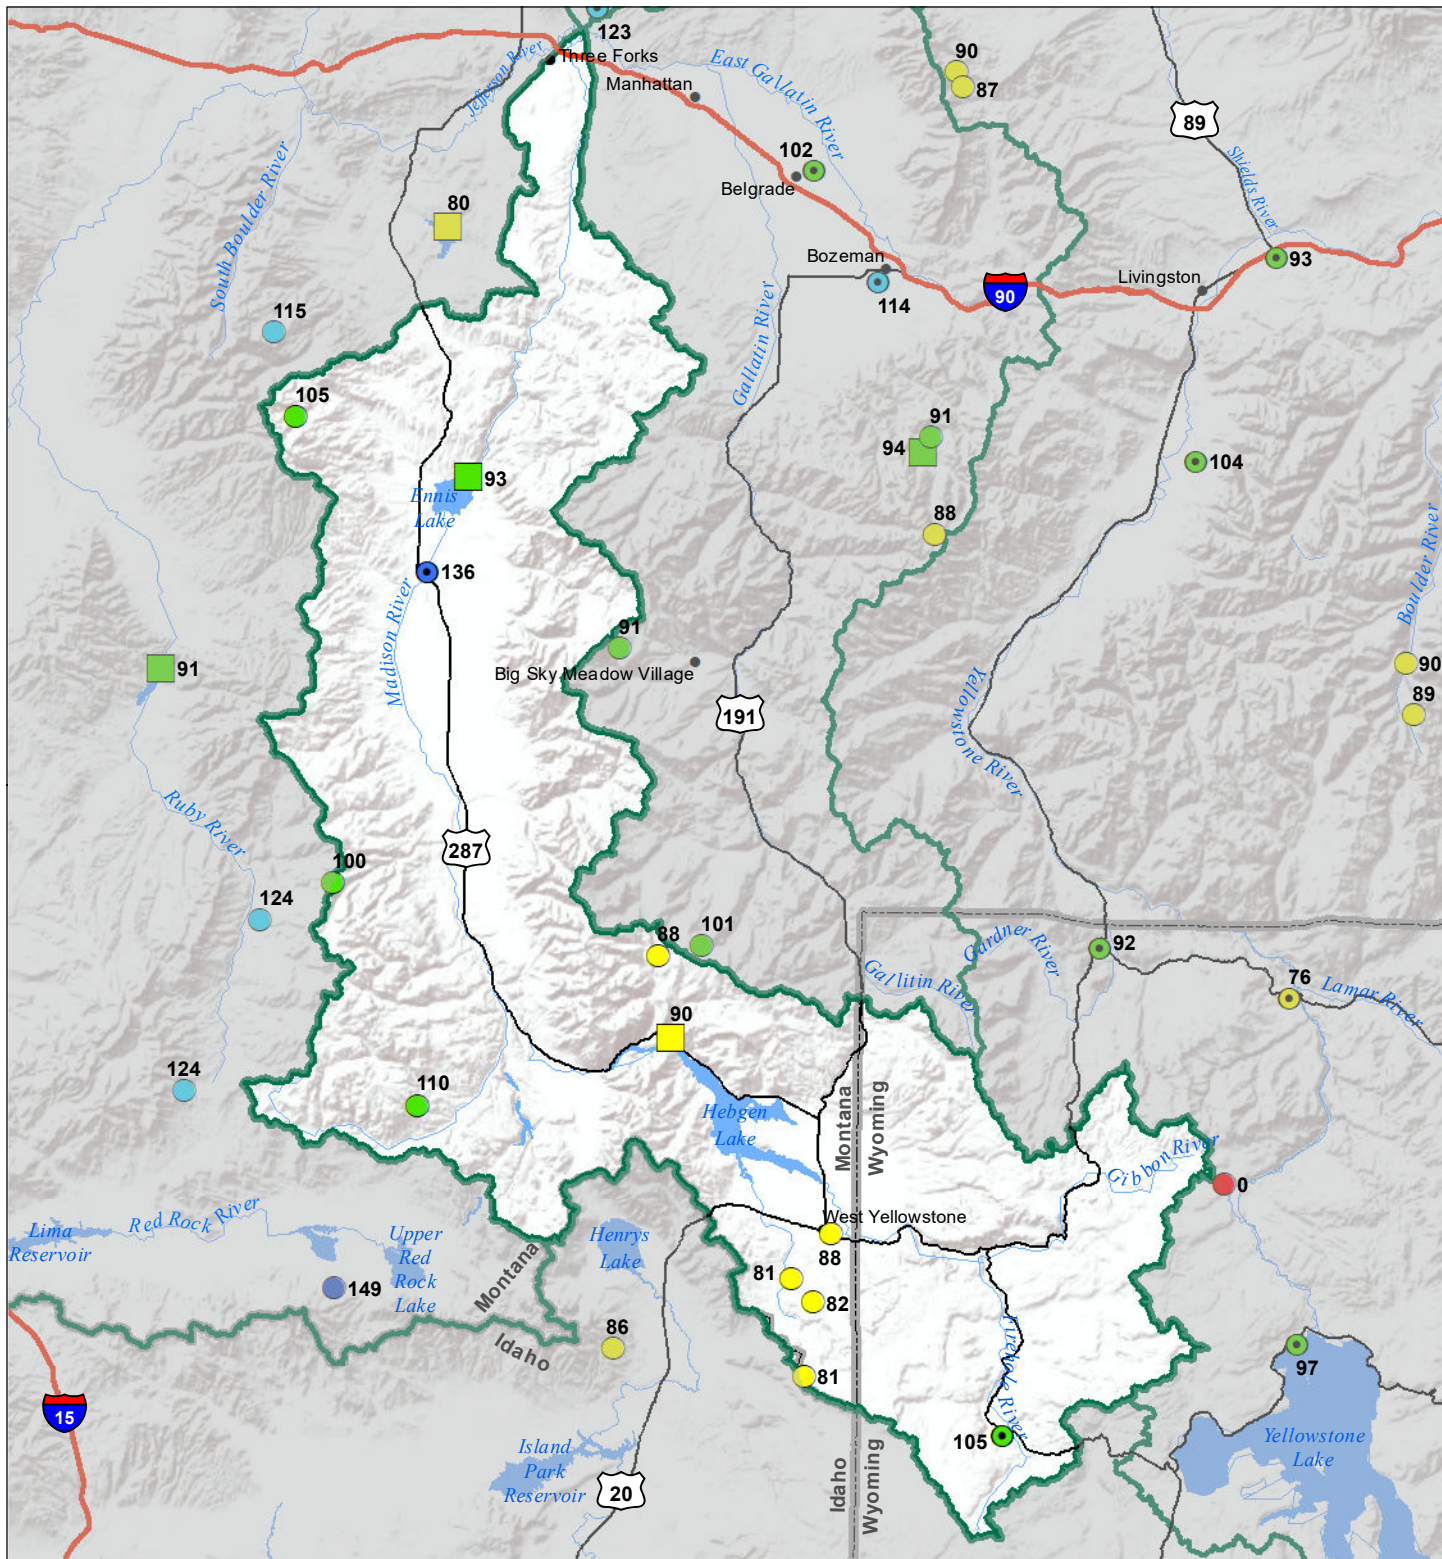 123
Three Forks
Jefferson River
Manhattan
East Gallatin River
90
87
89
102
Belgrade
Shields River
South Boulder River
80
Bozeman
93
Livingston
90
114
115
Gallatin River
105
91
94
104
93
Ennis
Lake
88
Boulder River
136
Madison River
91
91
Big Sky Meadow Village
90
89
191
Yellowstone River
Ruby River
287
100
124
88
101
92
Gardner River
Gallitin River
76
Lamar River
90
124
110
Hebgen
Lake
Montana
Wyoming
Gibbon River
0
Red Rock River
Lima
Reservoir
Upper
Red
Rock
Lake
Henrys
Lake
West Yellowstone
88
Montana
Idaho
149
81
82
86
81
Firehole River
97
15
105
Island
Park
Reservoir
20
Idaho
Wyoming
Yellowstone
Lake